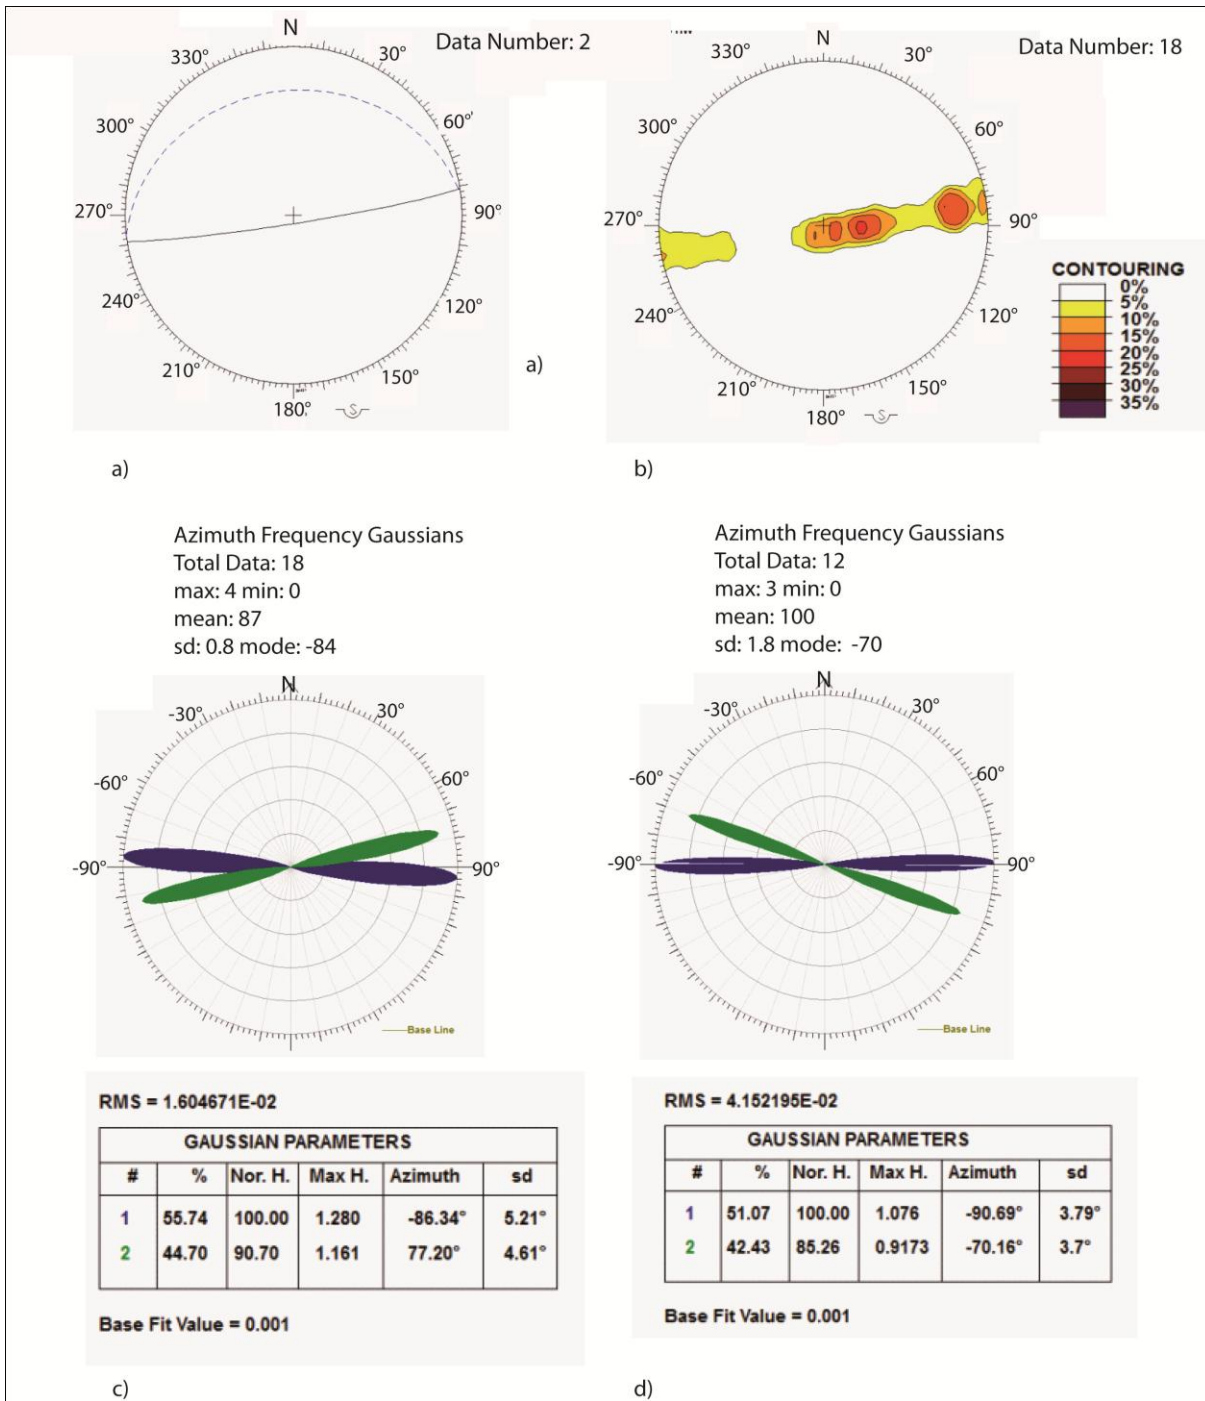 N
Data Number: 2
330°
30°
300°
60°
270°
90°
240°
120°
210°
150°
180°
S
a)
N
Data Number: 18
330°
30°
300°
60°
270°
90°
240°
120°
210°
150°
180°
S
a)
b)
CONTOURING
0%
5%
10%
15%
20%
25%
30%
35%
Azimuth Frequency Gaussians
Total Data: 18
max: 4 min: 0
mean: 87
sd: 0.8 mode: -84
N
-30°
30°
-60°
60°
-90°
90°
Base Line
RMS = 1.604671E-02
GAUSSIAN PARAMETERS
# % Nor. H. Max H. Azimuth sd
1 55.74 100.00 1.280 -86.34° 5.21°
2 44.70 90.70 1.161 77.20° 4.61°
Base Fit Value = 0.001
c)
Azimuth Frequency Gaussians
Total Data: 12
max: 3 min: 0
mean: 100
sd: 1.8 mode: -70
N
-30°
30°
-60°
60°
-90°
90°
Base Line
RMS = 4.152195E-02
GAUSSIAN PARAMETERS
# % Nor. H. Max H. Azimuth sd
1 51.07 100.00 1.076 -90.69° 3.79°
2 42.43 85.26 0.9173 -70.16° 3.7°
Base Fit Value = 0.001
d)